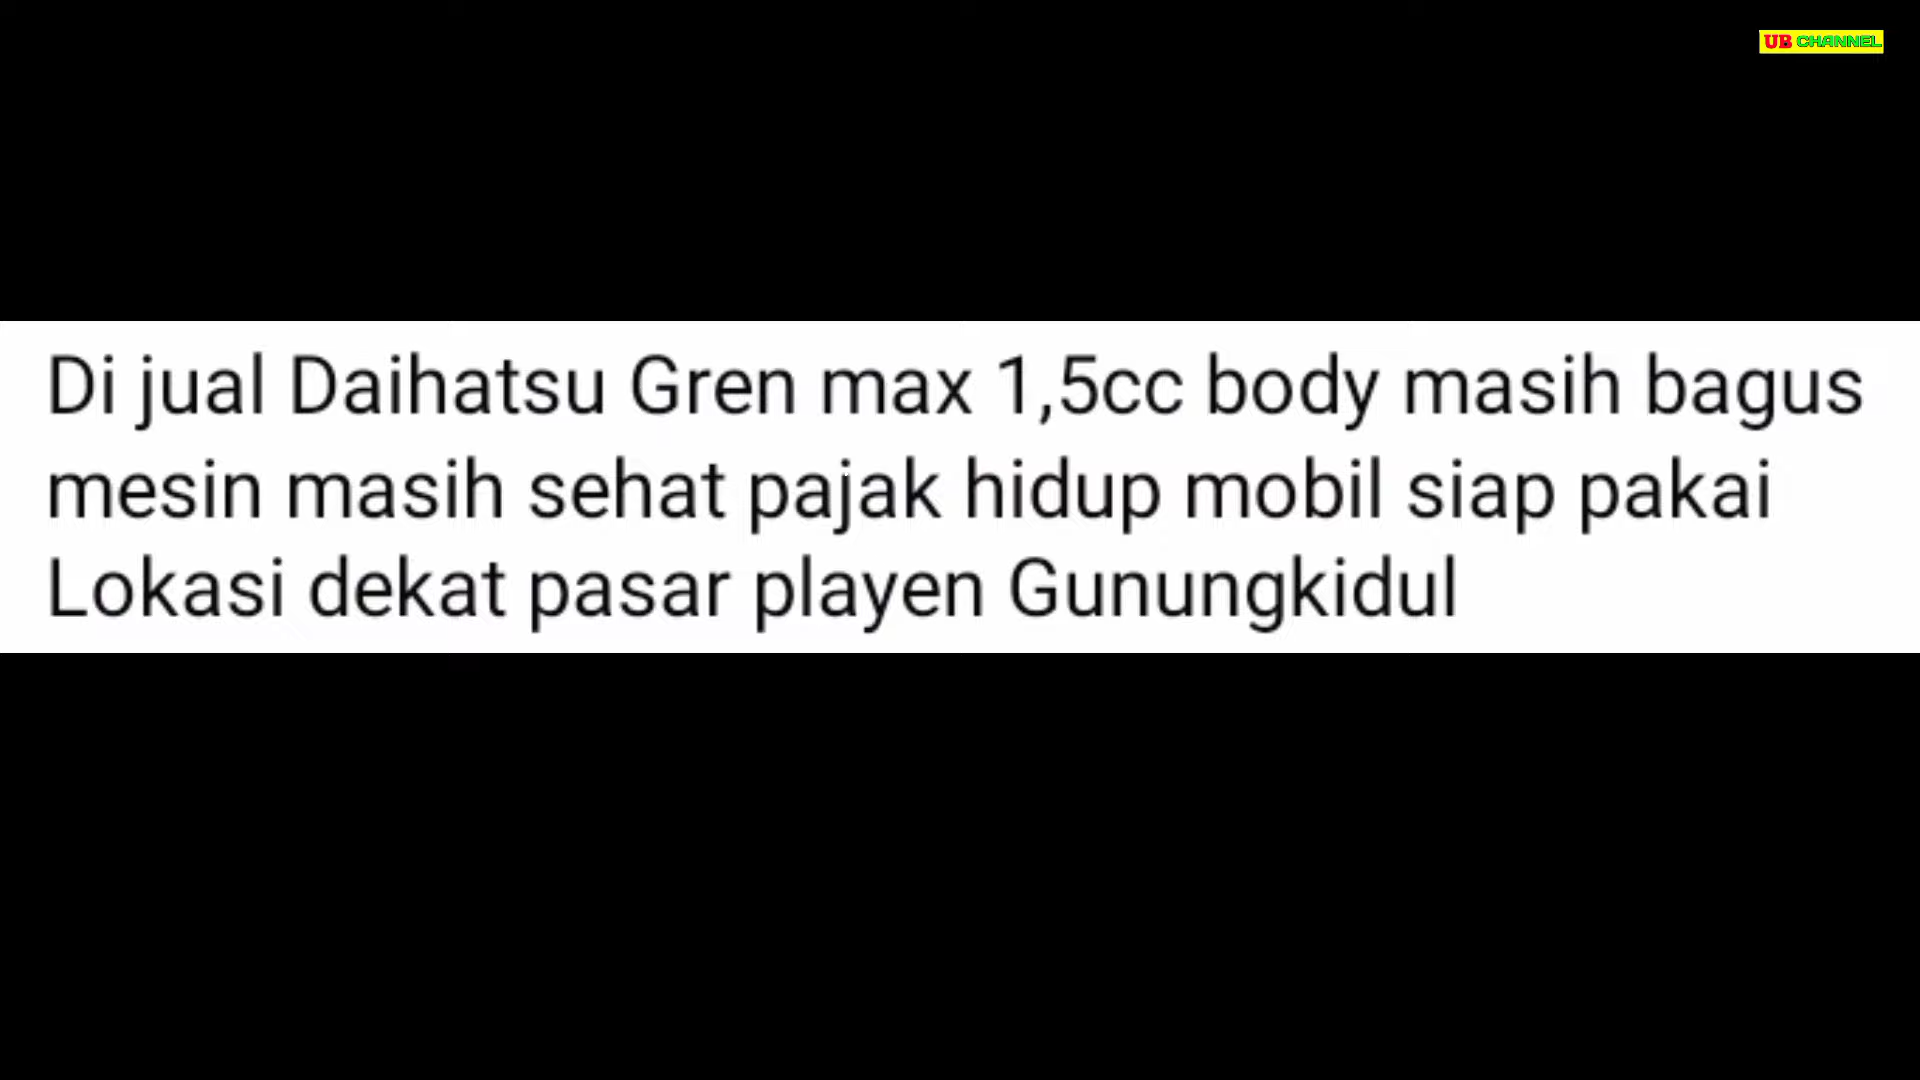 UB CHANNEL
Di jual Daihatsu Gren max 1,5cc body masih bagus
mesin masih sehat pajak hidup mobil siap pakai
Lokasi dekat pasar playen Gunungkidul